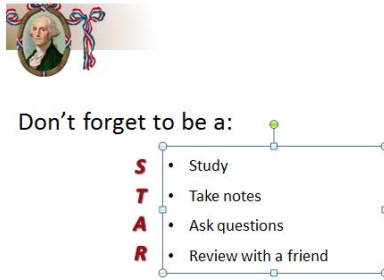 Don't forget to be a:
S • Study
T • Take notes
A • Ask questions
R • Review with a friend